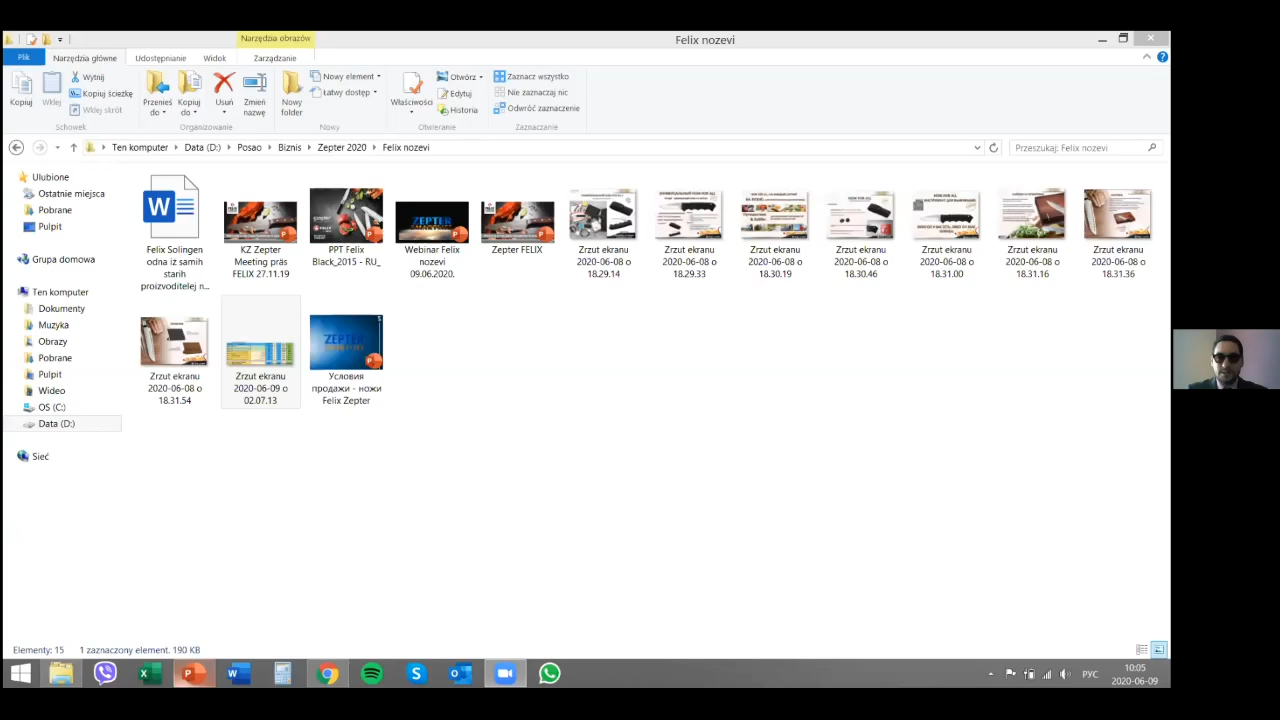 Narzędzia obrazów
Felix nozevi
Plik
Narzędzia główne
Udostępnianie
Widok
Zarządzanie
Kopiuj
Wklej
Wytnij
Kopiuj ścieżkę
Wklej skrót
Schowek
Przenieś do
Kopiuj do
Usuń
Zmień nazwę
Organizowanie
Nowy folder
Nowy element
Łatwy dostęp
Nowy
Właściwości
Otwórz
Edytuj
Historia
Otwieranie
Zaznacz wszystko
Nie zaznaczaj nic
Odwróć zaznaczenie
Zaznaczanie
Ten komputer
Data (D:)
Posao
Biznis
Zepter 2020
Felix nozevi
Przeszukaj: Felix nozevi
Ulubione
Ostatnie miejsca
Pobrane
Pulpit
Grupa domowa
Ten komputer
Dokumenty
Muzyka
Obrazy
Pobrane
Pulpit
Wideo
OS (C:)
Data (D:)
Sieć
Felix Solingen
odna iz samih
starih
proizvoditelej n...
KZ Zepter
Meeting präs
FELIX 27.11.19
PPT Felix
Black_2015 - RU_
Webinar Felix
nozevi
09.06.2020.
Zepter FELIX
Zrzut ekranu
2020-06-08 o
18.29.14
Zrzut ekranu
2020-06-08 o
18.29.33
Zrzut ekranu
2020-06-08 o
18.30.19
Zrzut ekranu
2020-06-08 o
18.30.46
Zrzut ekranu
2020-06-08 o
18.31.00
Zrzut ekranu
2020-06-08 o
18.31.16
Zrzut ekranu
2020-06-08 o
18.31.36
Zrzut ekranu
2020-06-08 o
18.31.54
Zrzut ekranu
2020-06-09 o
02.07.13
ZEPTER
Условия
продажи - ножи
Felix Zepter
Elementy: 15
1 zaznaczony element. 190 KB
РУС
10:05
2020-06-09